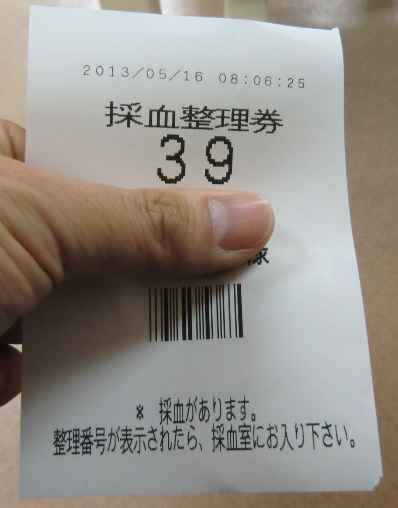 2013/05/16 08:06:25
採血整理券
39
様
* 採血があります。
整理番号が表示されたら、採血室にお入り下さい。